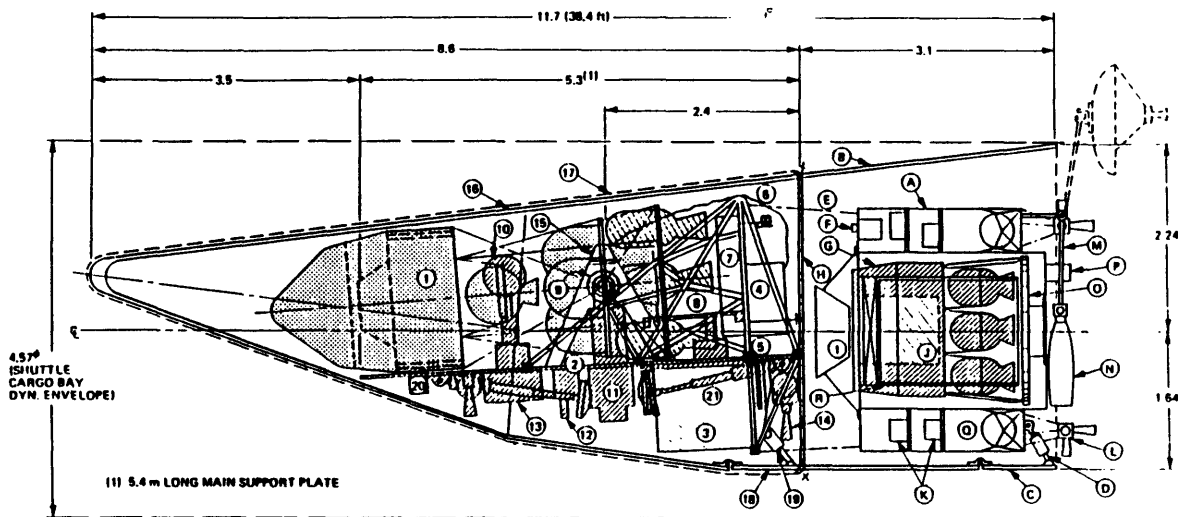 11.7 (38.4 ft)
8.6
3.1
3.5
5.3(1)
2.4
17
16
B
6
A
15
E
10
F
G
2.24
M
7
P
1
9
H
4
O
8
℄
I
J
4.57ϕ
(SHUTTLE
CARGO BAY
DYN. ENVELOPE)
5
2
N
20
21
R
1.64
11
13
12
3
14
Q
L
K
(1) 5.4 m LONG MAIN SUPPORT PLATE
18
19
X
C
D